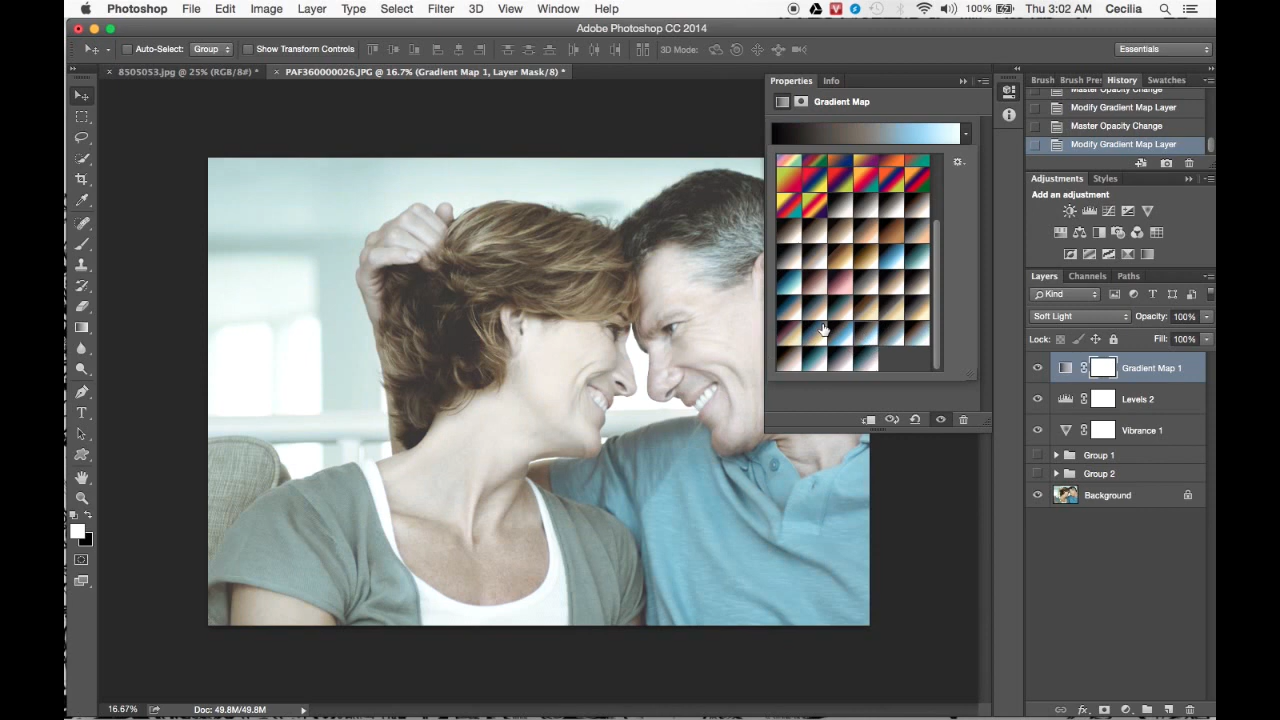 Photoshop File Edit Image Layer Type Select Filter 3D View Window Help 100% Thu 3:02 AM Cecilia
Adobe Photoshop CC 2014
Auto-Select: Group Show Transform Controls 3D Mode: Essentials
8505053.jpg @ 25% (RGB/8#) * PAF360000026.JPG @ 16.7% (Gradient Map 1, Layer Mask/8) *
Properties Info
Gradient Map
Brush Brush Pre History Swatches
Master Opacity Change
Modify Gradient Map Layer
Master Opacity Change
Modify Gradient Map Layer
Adjustments Styles
Add an adjustment
Layers Channels Paths
Kind
Soft Light Opacity: 100%
Lock: Fill: 100%
Gradient Map 1
Levels 2
Vibrance 1
Group 1
Group 2
Background
16.67% Doc: 49.8M/49.8M